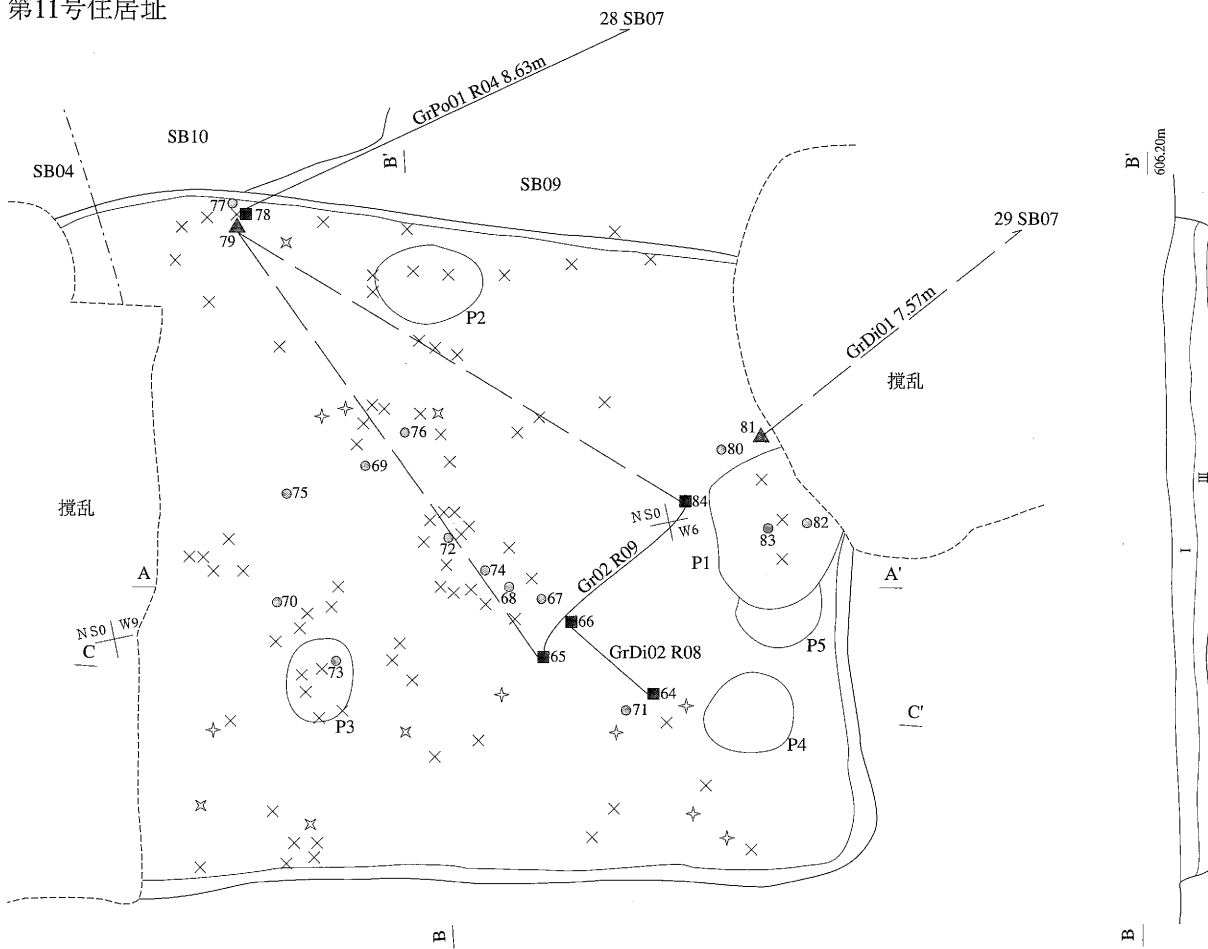 第11号住居址
28 SB07
GrPo01 R04 8.63m
SB10
B'
SB04
SB09
B'
606.20m
77
78
79
29 SB07
P2
GrDi01 7.57m
撹乱
76
81
80
69
75
84
撹乱
N S0
W6
82
83
72
P1
II
I
A
74
Gr02 R09
A'
70
68
67
66
N S0
W9
C
65
GrDi02 R08
P5
73
64
71
P3
C'
P4
B
B